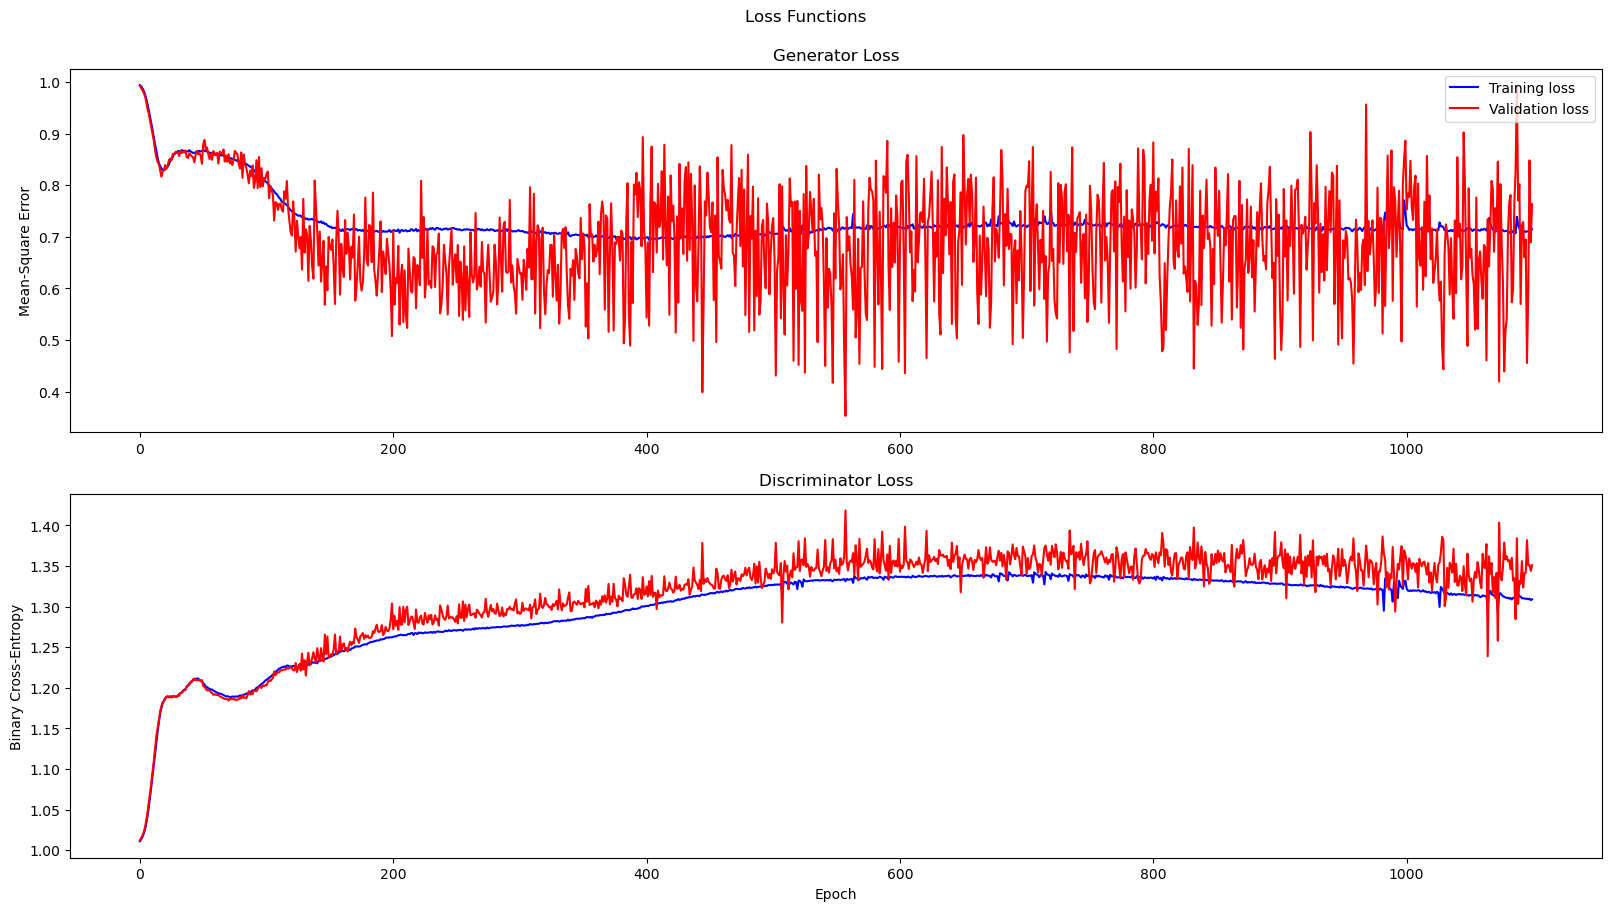 Loss Functions
Generator Loss
Mean-Square Error
1.0
0.9
0.8
0.7
0.6
0.5
0.4
Training loss
Validation loss
0 200 400 600 800 1000
Discriminator Loss
Binary Cross-Entropy
1.40
1.35
1.30
1.25
1.20
1.15
1.10
1.05
1.00
0 200 400 600 800 1000
Epoch